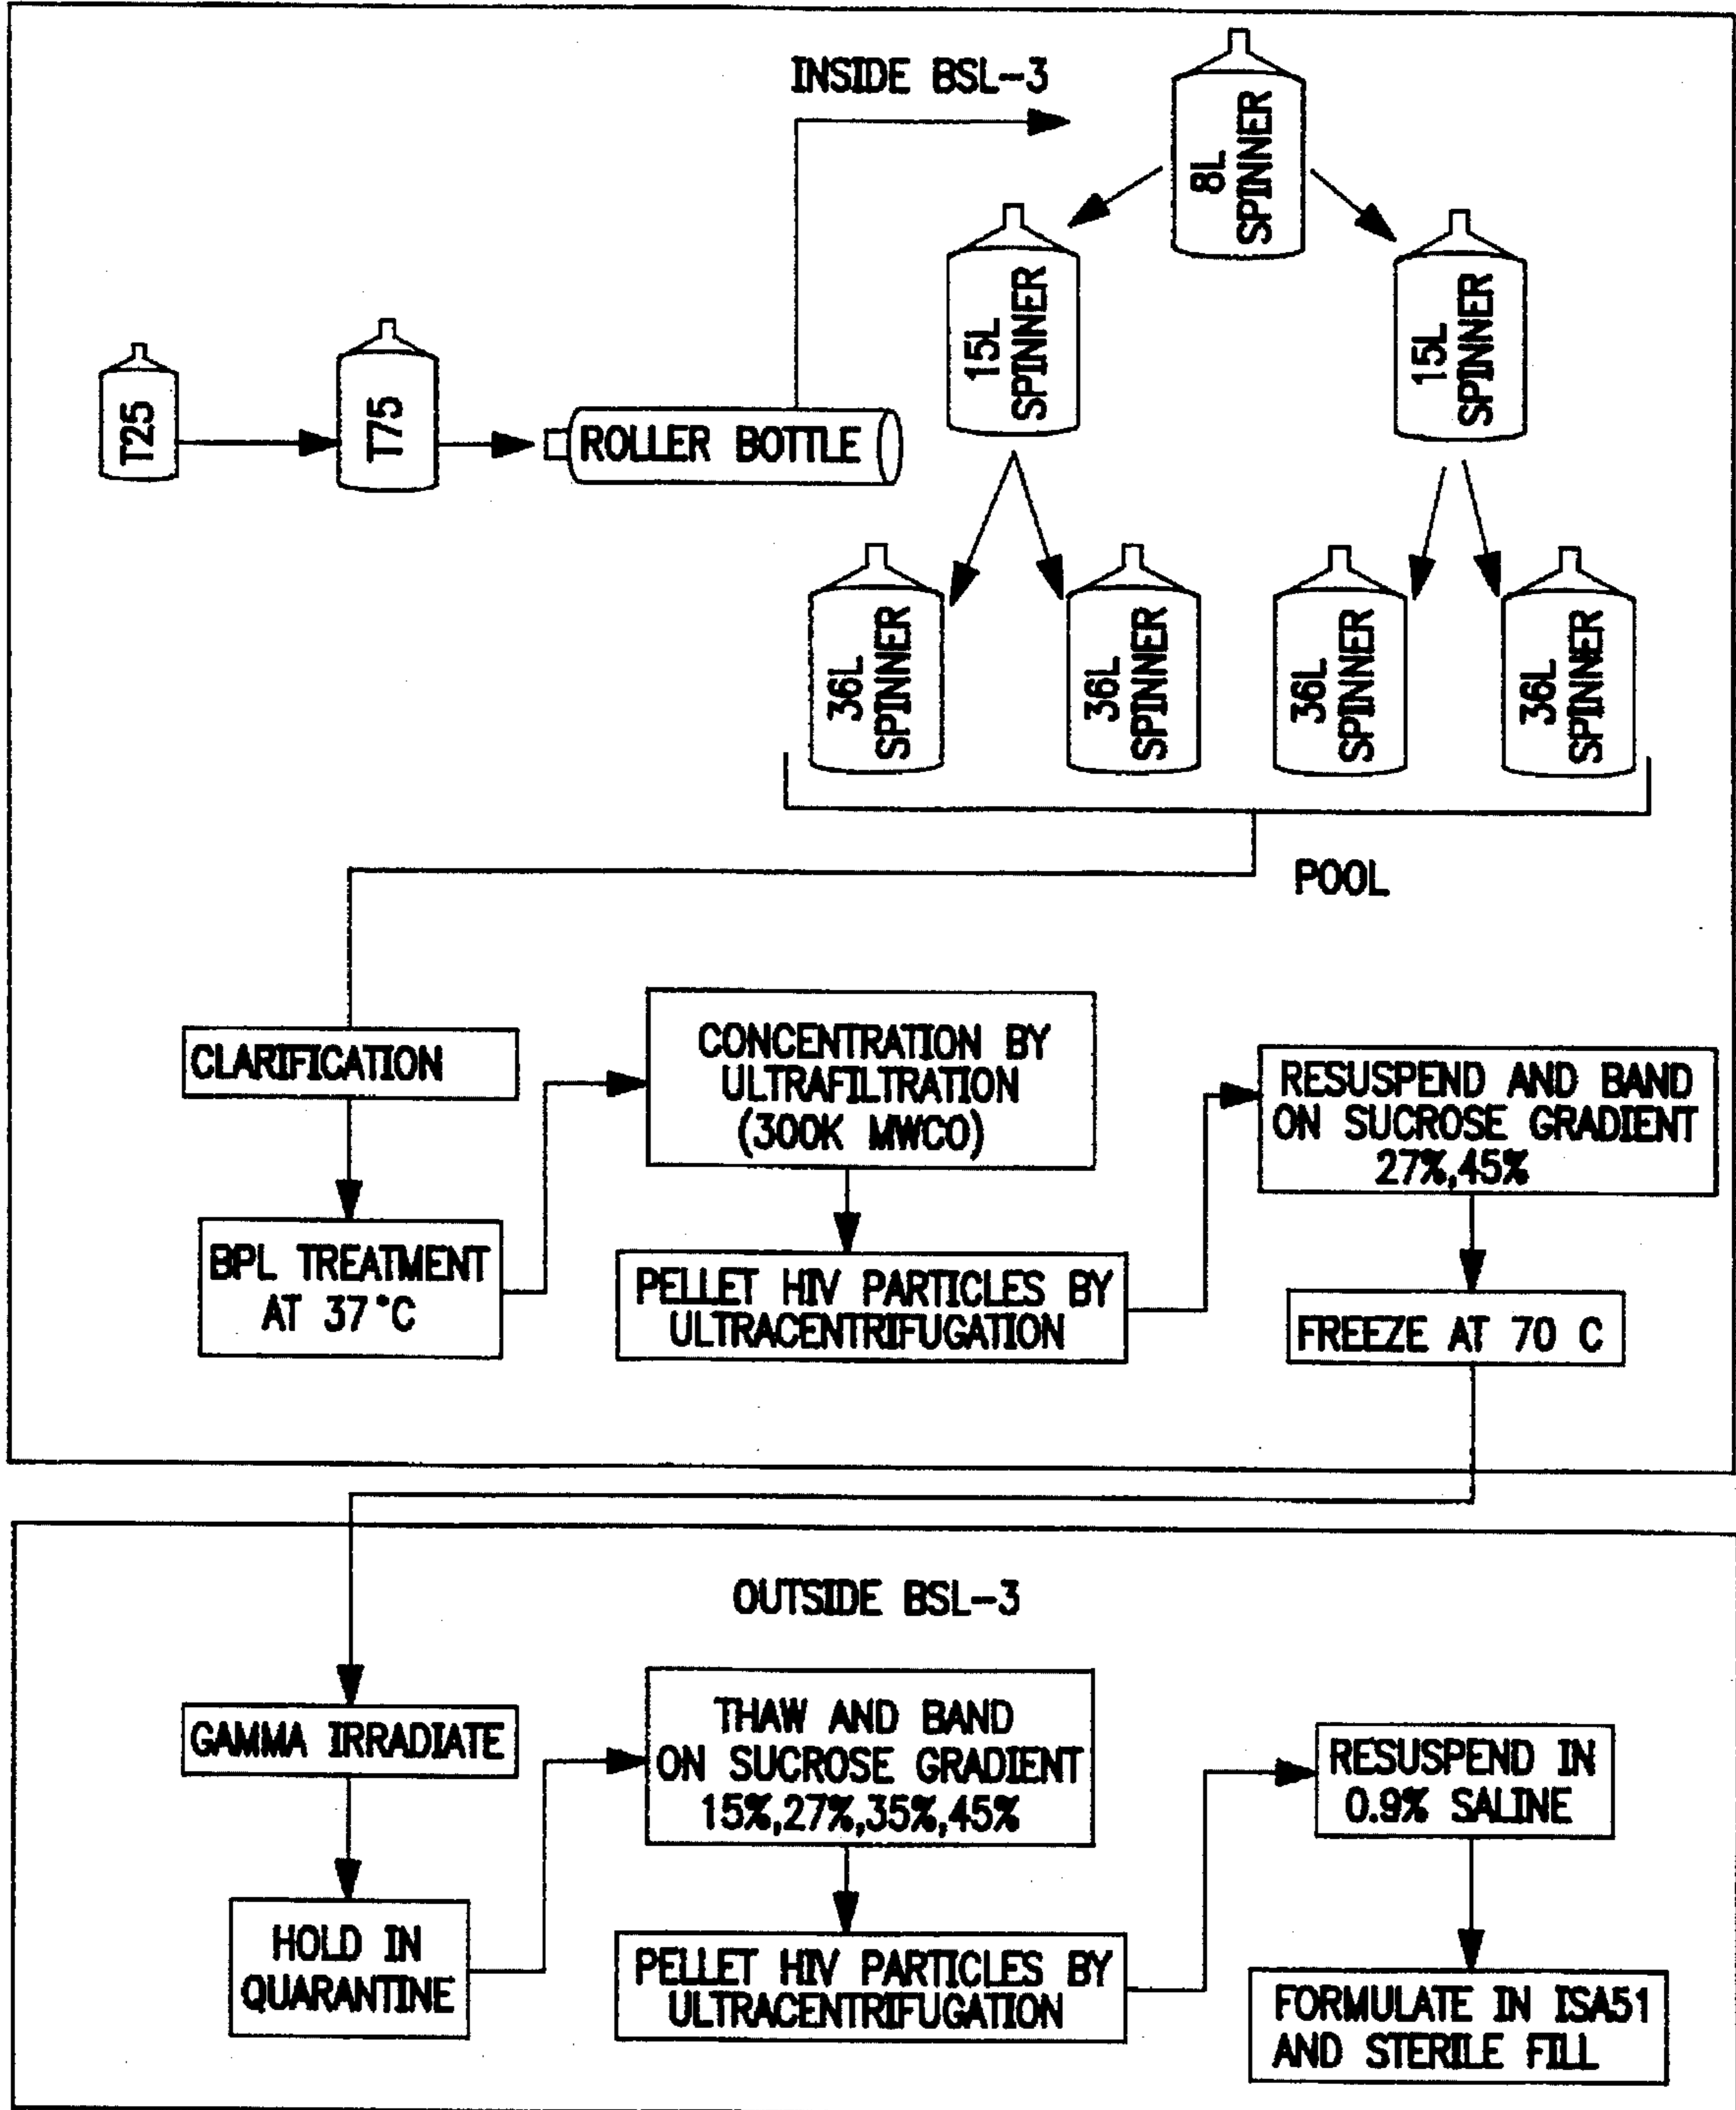 INSIDE BSL-3
8L
SPINNER
15L
SPINNER
15L
SPINNER
T25
T75
ROLLER BOTTLE
36L
SPINNER
36L
SPINNER
36L
SPINNER
36L
SPINNER
POOL
CLARIFICATION
BPL TREATMENT
AT 37°C
CONCENTRATION BY
ULTRAFILTRATION
(300K MWCO)
PELLET HIV PARTICLES BY
ULTRACENTRIFUGATION
RESUSPEND AND BAND
ON SUCROSE GRADIENT
27%,45%
FREEZE AT 70 C
OUTSIDE BSL-3
GAMMA IRRADIATE
HOLD IN
QUARANTINE
THAW AND BAND
ON SUCROSE GRADIENT
15%,27%,35%,45%
PELLET HIV PARTICLES BY
ULTRACENTRIFUGATION
RESUSPEND IN
0.9% SALINE
FORMULATE IN ISA51
AND STERILE FILL